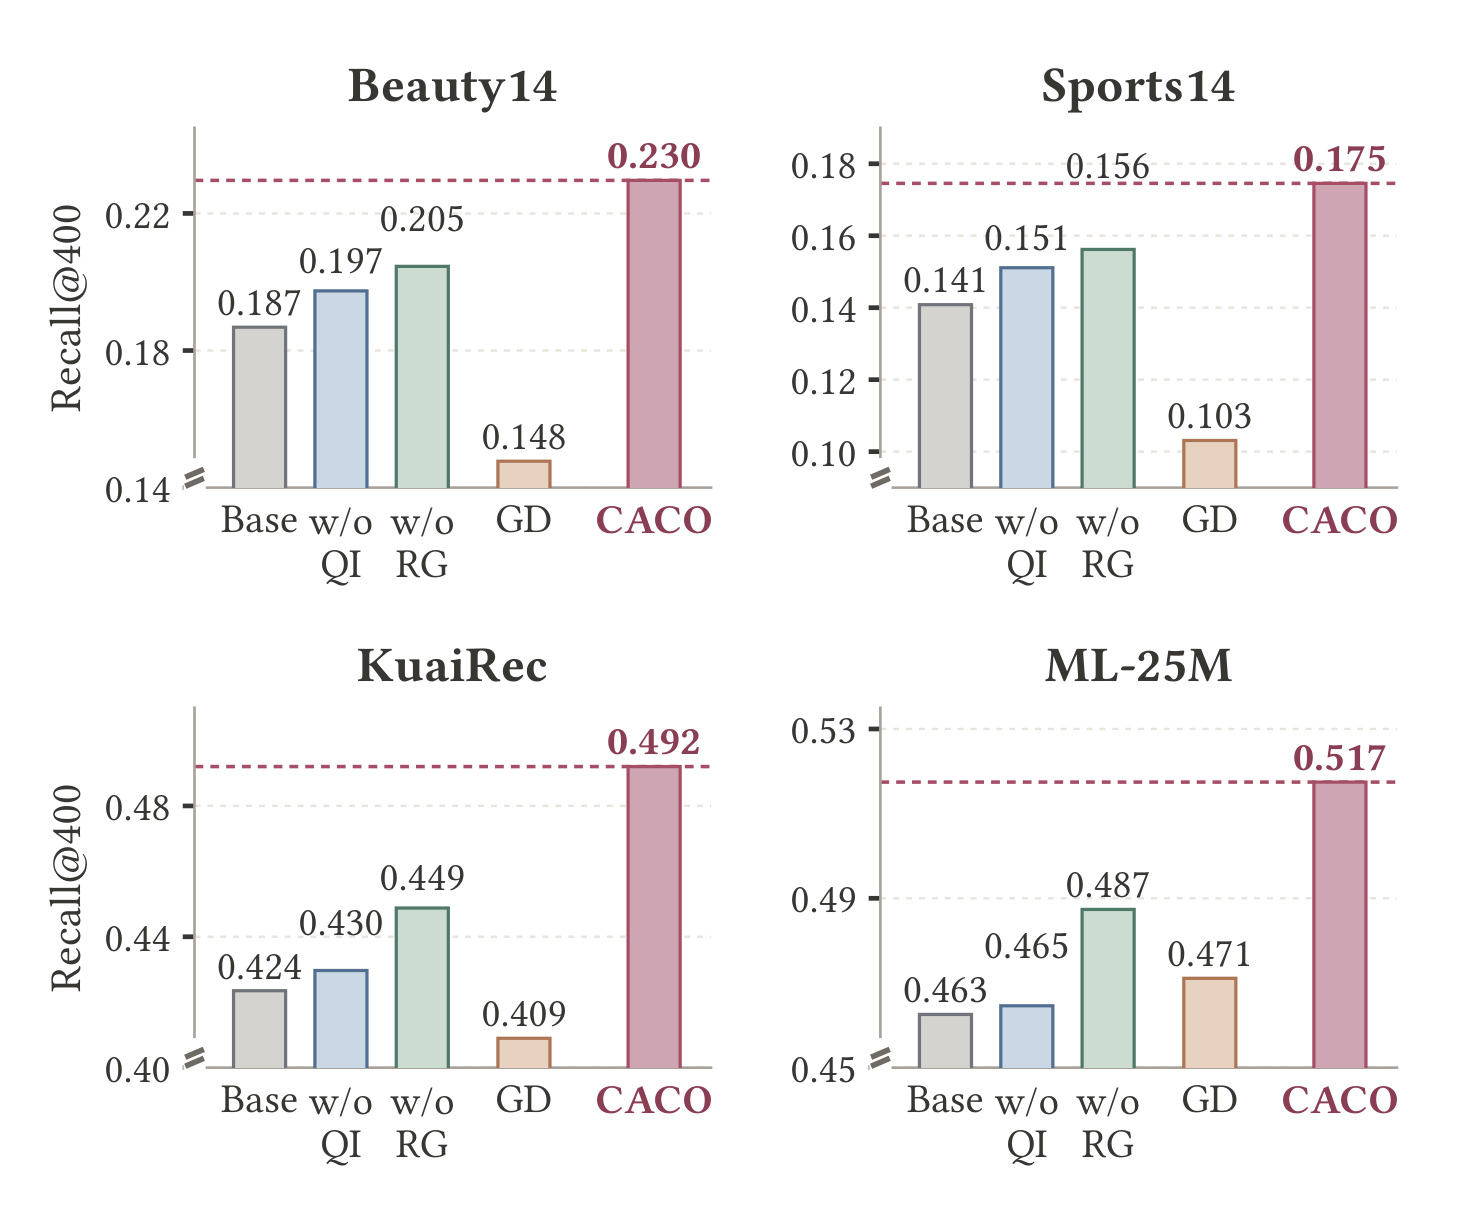 Beauty14
Recall@400
0.22
0.18
0.14
0.187
0.197
0.205
0.148
0.230
Base
w/o QI
w/o RG
GD
CACO
Sports14
0.18
0.16
0.14
0.12
0.10
0.141
0.151
0.156
0.103
0.175
Base
w/o QI
w/o RG
GD
CACO
KuaiRec
Recall@400
0.48
0.44
0.40
0.424
0.430
0.449
0.409
0.492
Base
w/o QI
w/o RG
GD
CACO
ML-25M
0.53
0.49
0.45
0.463
0.465
0.487
0.471
0.517
Base
w/o QI
w/o RG
GD
CACO